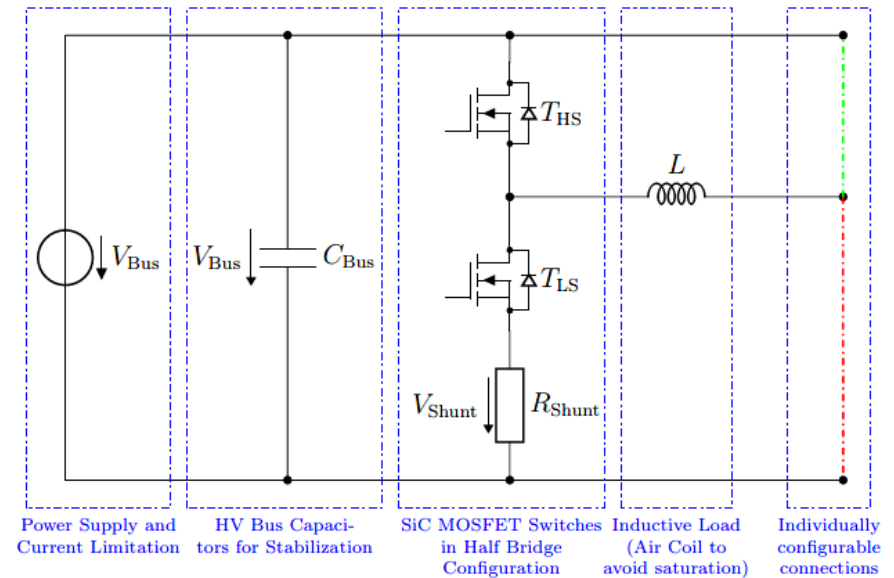 L
T_HS
V_Bus
V_Bus
C_Bus
T_LS
V_Shunt
R_Shunt
Power Supply and
Current Limitation
HV Bus Capaci-
tors for Stabilization
SiC MOSFET Switches
in Half Bridge
Configuration
Inductive Load
(Air Coil to
avoid saturation)
Individually
configurable
connections